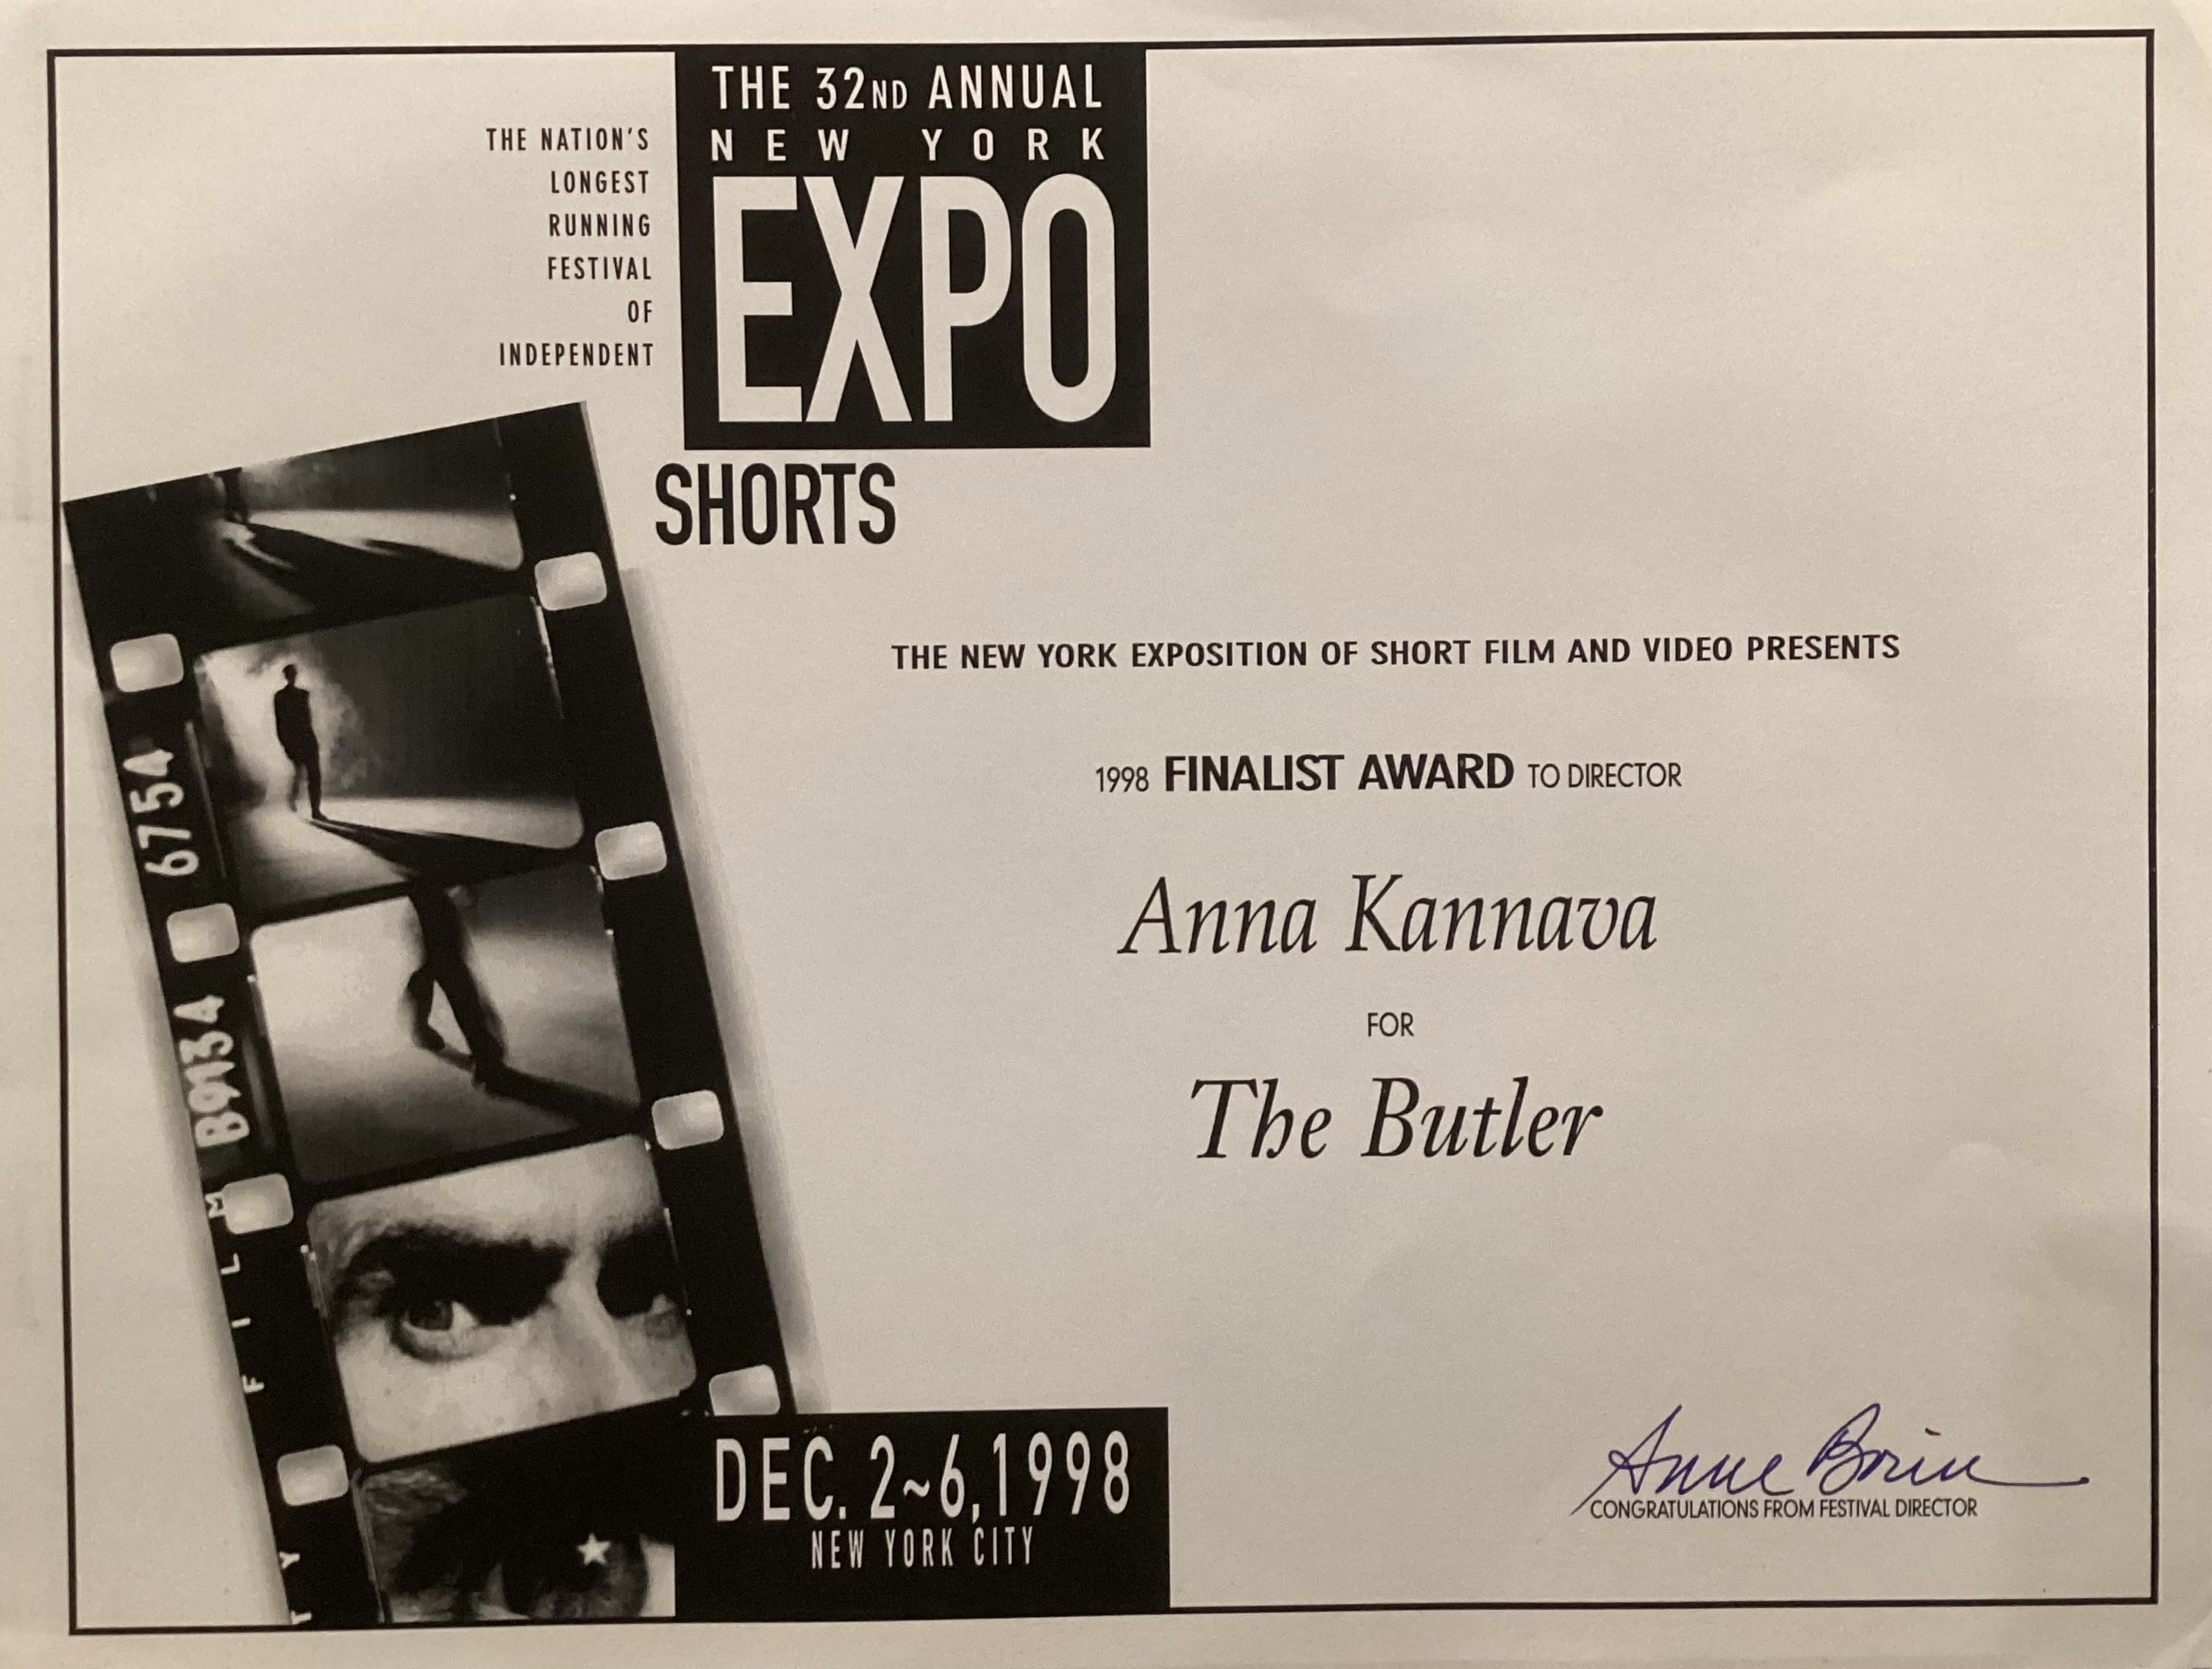 THE 32ND ANNUAL
NEW YORK
EXPO
THE NATION'S
LONGEST
RUNNING
FESTIVAL
OF
INDEPENDENT
SHORTS
THE NEW YORK EXPOSITION OF SHORT FILM AND VIDEO PRESENTS
1998 FINALIST AWARD TO DIRECTOR
Anna Kannava
FOR
The Butler
6754
B9134
T Y F I L M
DEC. 2~6, 1998
NEW YORK CITY
Anne Borin
CONGRATULATIONS FROM FESTIVAL DIRECTOR